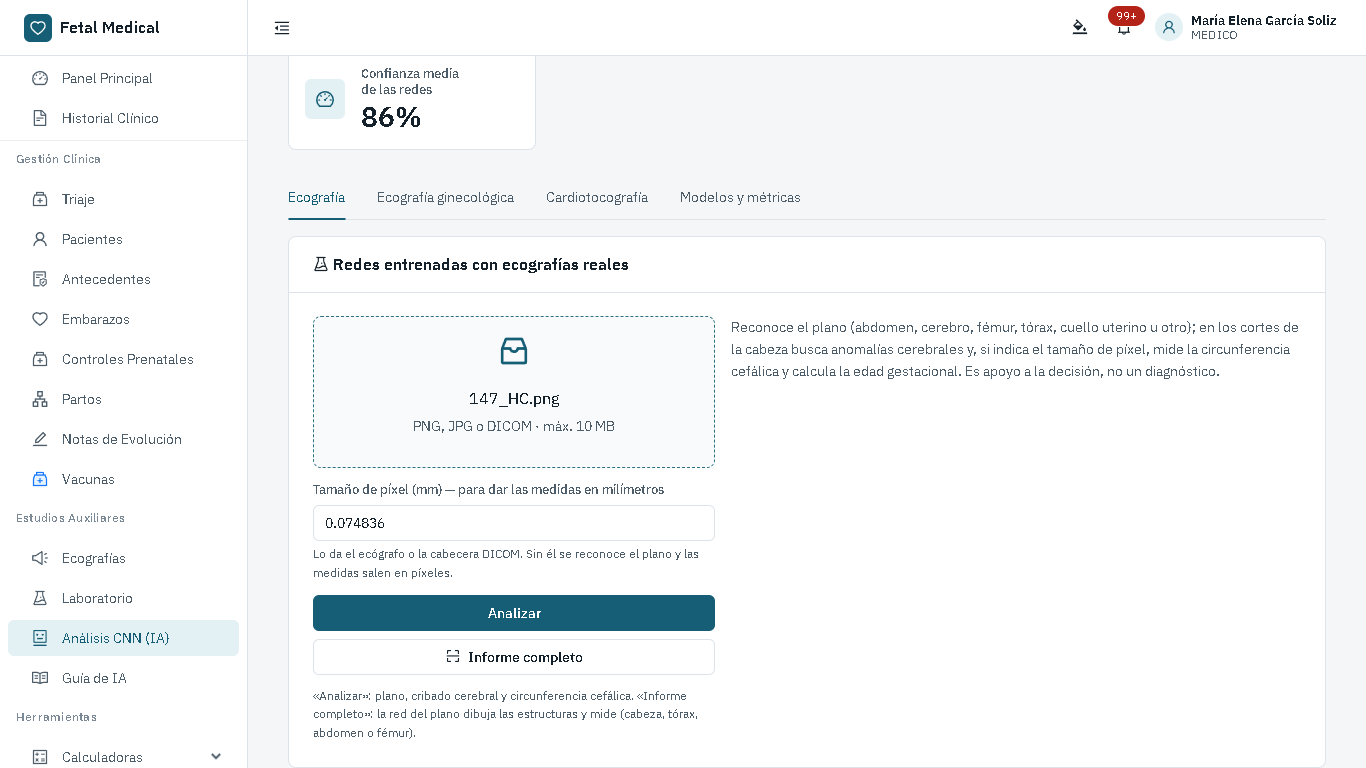 Fetal Medical
99+
María Elena García Soliz
MEDICO
Panel Principal
Historial Clínico
Gestión Clínica
Triaje
Pacientes
Antecedentes
Embarazos
Controles Prenatales
Partos
Notas de Evolución
Vacunas
Estudios Auxiliares
Ecografías
Laboratorio
Análisis CNN (IA)
Guía de IA
Herramientas
Calculadoras
Confianza media
de las redes
86%
Ecografía
Ecografía ginecológica
Cardiotocografía
Modelos y métricas
Redes entrenadas con ecografías reales
147_HC.png
PNG, JPG o DICOM · máx. 10 MB
Tamaño de píxel (mm) — para dar las medidas en milímetros
0.074836
Lo da el ecógrafo o la cabecera DICOM. Sin él se reconoce el plano y las
medidas salen en píxeles.
Analizar
Informe completo
«Analizar»: plano, cribado cerebral y circunferencia cefálica. «Informe
completo»: la red del plano dibuja las estructuras y mide (cabeza, tórax,
abdomen o fémur).
Reconoce el plano (abdomen, cerebro, fémur, tórax, cuello uterino u otro); en los cortes de
la cabeza busca anomalías cerebrales y, si indica el tamaño de píxel, mide la circunferencia
cefálica y calcula la edad gestacional. Es apoyo a la decisión, no un diagnóstico.